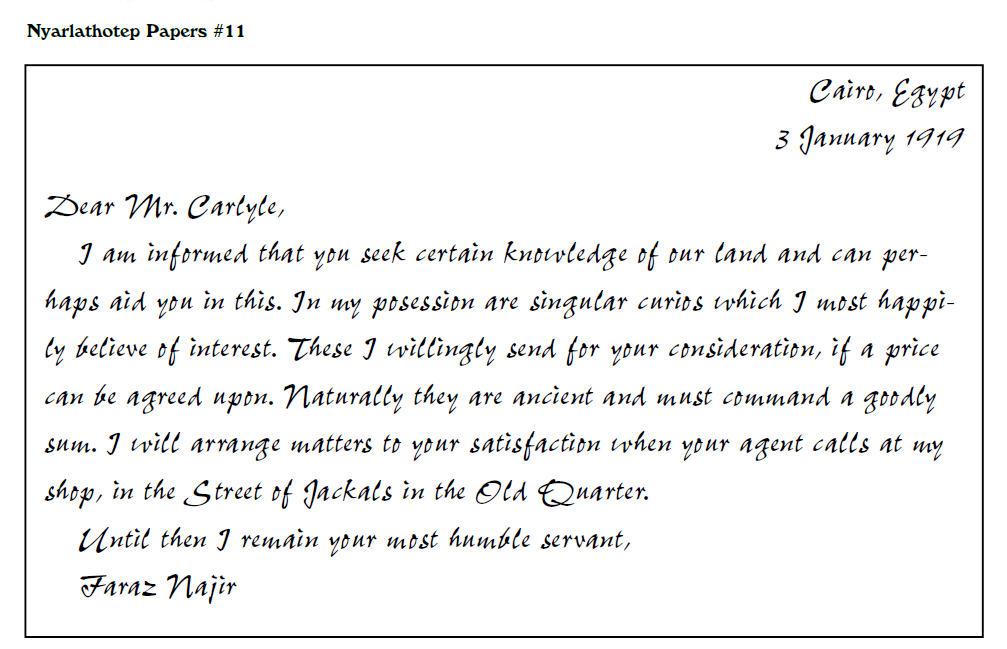 Nyarlathotep Papers #11
Cairo, Egypt
3 January 1919
Dear Mr. Carlyle,
I am informed that you seek certain knowledge of our land and can per-
haps aid you in this. In my posession are singular curios which I most happi-
ly believe of interest. These I willingly send for your consideration, if a price
can be agreed upon. Naturally they are ancient and must command a goodly
sum. I will arrange matters to your satisfaction when your agent calls at my
shop, in the Street of Jackals in the Old Quarter.
Until then I remain your most humble servant,
Faraz Najir